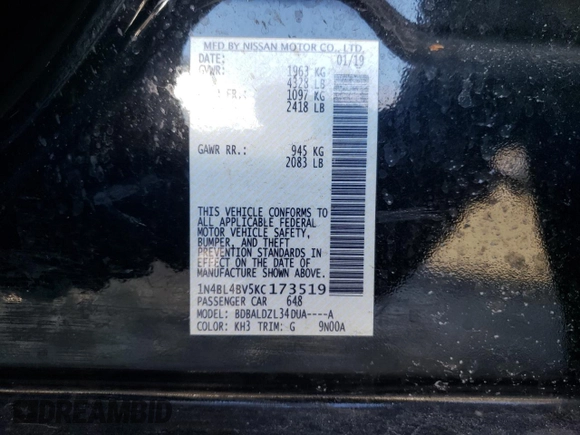 MFD BY NISSAN MOTOR CO., LTD.
DATE: 01/19
GVWR: 1963 KG
4328 LB
FR.: 1097 KG
2418 LB
GAWR RR.: 945 KG
2083 LB
THIS VEHICLE CONFORMS TO
ALL APPLICABLE FEDERAL
MOTOR VEHICLE SAFETY,
BUMPER, AND THEFT
PREVENTION STANDARDS
IN EFFECT ON THE DATE OF
MANUFACTURE SHOWN ABOVE.
1N4BL4BV5KC173519
PASSENGER CAR 648
MODEL: BDBALDZL34DUA----A
COLOR: KH3 TRIM: G 9N00A
DREAMBID